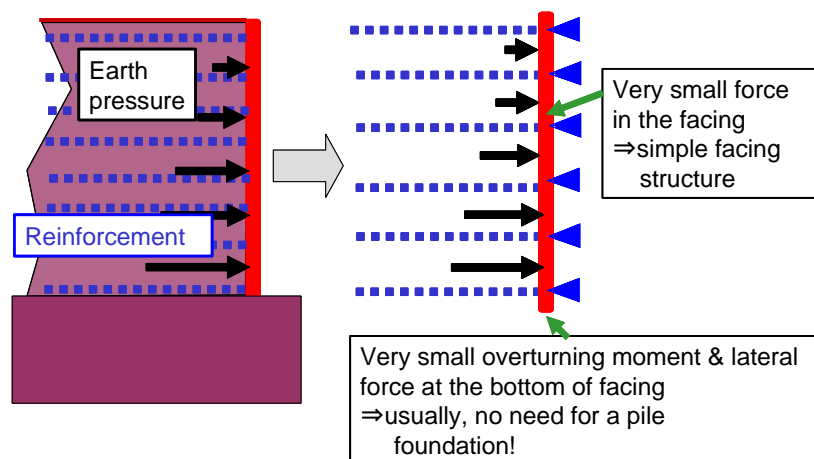 Earth
pressure
Reinforcement
Very small force
in the facing
⇒simple facing
structure
Very small overturning moment & lateral
force at the bottom of facing
⇒usually, no need for a pile
foundation!